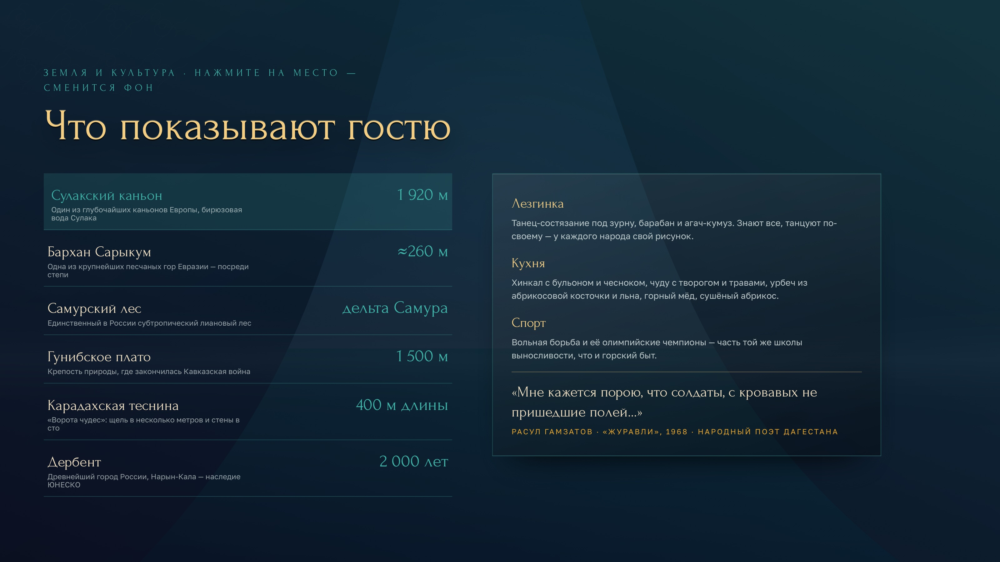 ЗЕМЛЯ И КУЛЬТУРА · НАЖМИТЕ НА МЕСТО —
СМЕНИТСЯ ФОН
Что показывают гостю
Сулакский каньон
1 920 м
Один из глубочайших каньонов Европы, бирюзовая
вода Сулака
Бархан Сарыкум
≈260 м
Одна из крупнейших песчаных гор Евразии — посреди
степи
Самурский лес
дельта Самура
Единственный в России субтропический лиановый лес
Гунибское плато
1 500 м
Крепость природы, где закончилась Кавказская война
Карадахская теснина
400 м длины
«Ворота чудес»: щель в несколько метров и стены в
сто
Дербент
2 000 лет
Древнейший город России, Нарын-Кала — наследие
ЮНЕСКО
Лезгинка
Танец-состязание под зурну, барабан и агач-кумуз. Знают все, танцуют по-
своему — у каждого народа свой рисунок.
Кухня
Хинкал с бульоном и чесноком, чуду с творогом и травами, урбеч из
абрикосовой косточки и льна, горный мёд, сушёный абрикос.
Спорт
Вольная борьба и её олимпийские чемпионы — часть той же школы
выносливости, что и горский быт.
«Мне кажется порою, что солдаты, с кровавых не
пришедшие полей...»
РАСУЛ ГАМЗАТОВ · «ЖУРАВЛИ», 1968 · НАРОДНЫЙ ПОЭТ ДАГЕСТАНА